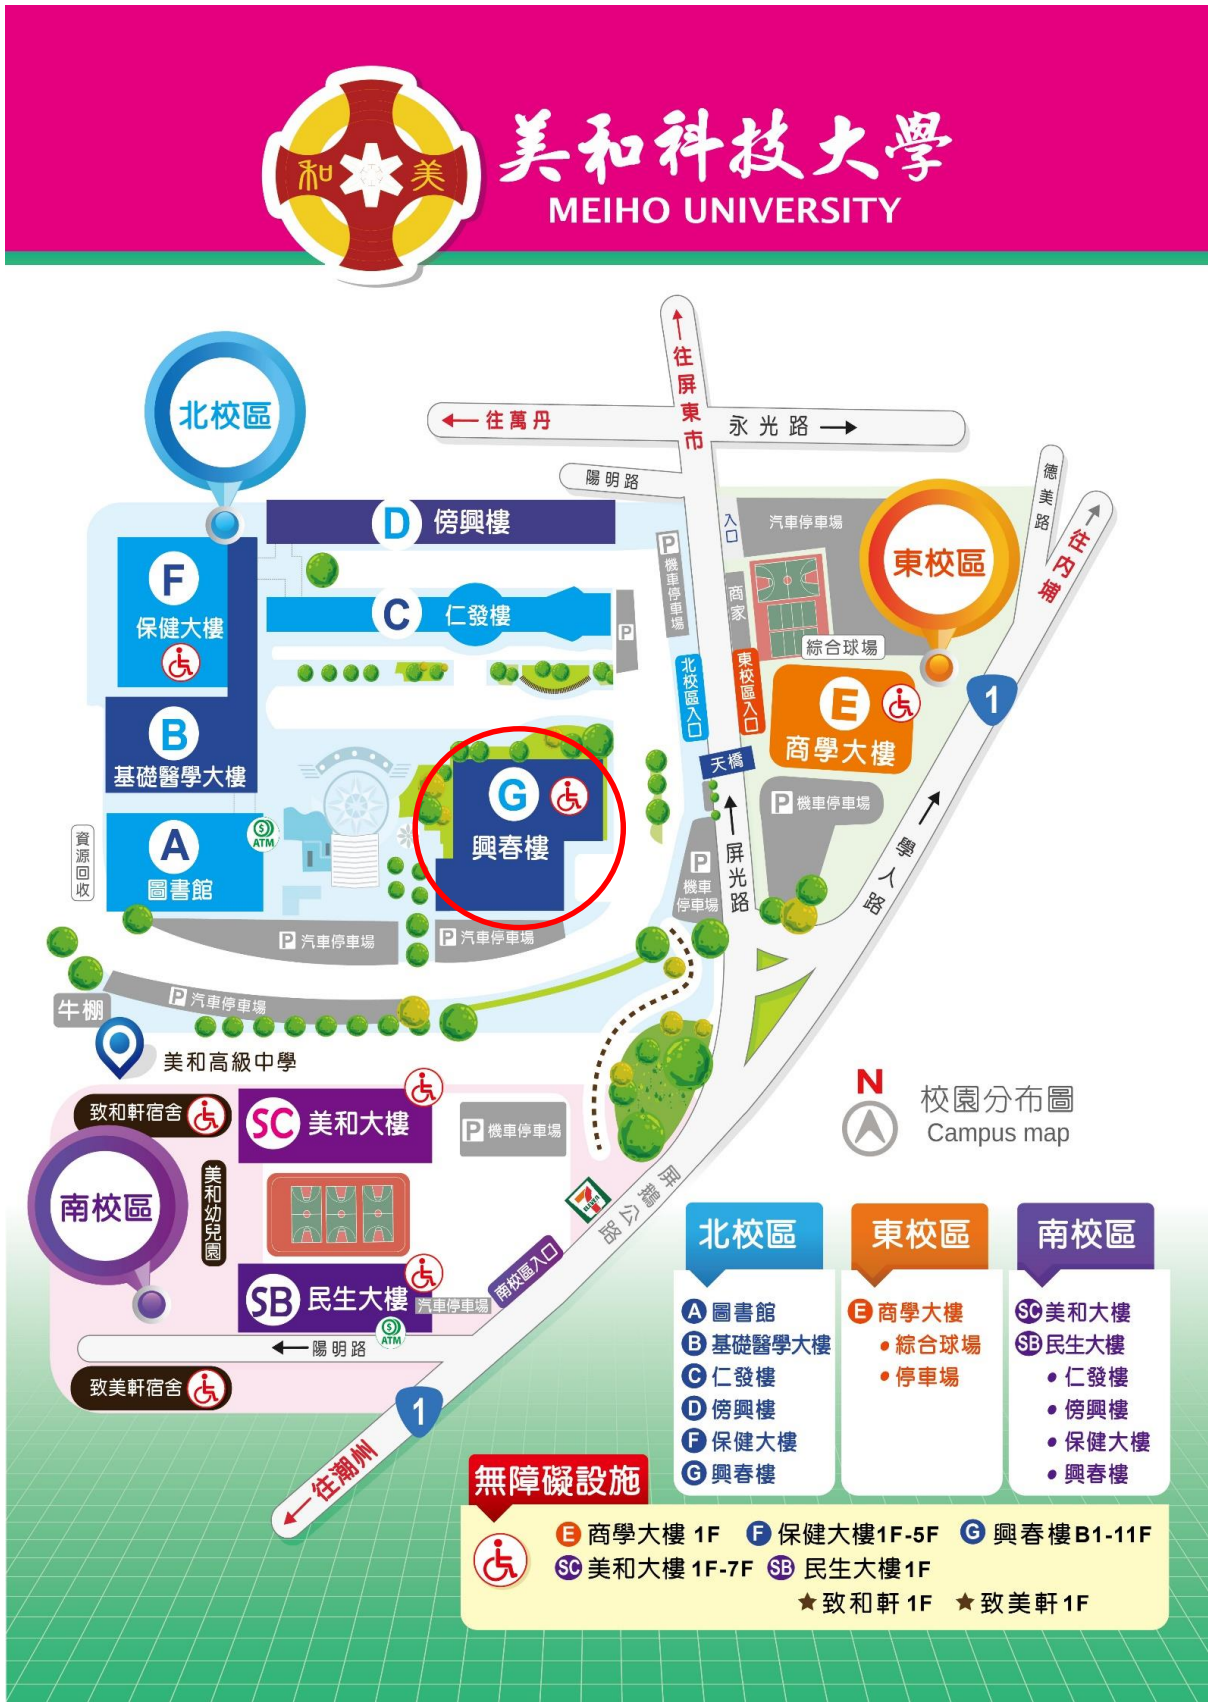 和 美
美和科技大學
MEIHO UNIVERSITY
北校區
往屏東市
往萬丹
永光路
陽明路
德美路
往內埔
D 傍興樓
F
保健大樓
C 仁發樓
P 機車停車場
P
入口
汽車停車場
商家
東校區
綜合球場
北校區入口
東校區入口
E
商學大樓
1
天橋
B
基礎醫學大樓
G
興春樓
A
圖書館
ATM
資源回收
P 機車停車場
P
機車
停車場
屏光路
學人路
P 汽車停車場
P 汽車停車場
P 汽車停車場
牛棚
美和高級中學
致和軒宿舍
SC 美和大樓
P 機車停車場
南校區
美和幼兒園
7
ELEVEN
屏鵝公路
南校區入口
SB 民生大樓
汽車停車場
ATM
陽明路
致美軒宿舍
1
往潮州
N
校園分布圖
Campus map
北校區
A 圖書館
B 基礎醫學大樓
C 仁發樓
D 傍興樓
F 保健大樓
G 興春樓
東校區
E 商學大樓
• 綜合球場
• 停車場
南校區
SC 美和大樓
SB 民生大樓
• 仁發樓
• 傍興樓
• 保健大樓
• 興春樓
無障礙設施
E 商學大樓 1F F 保健大樓1F-5F G 興春樓B1-11F
SC 美和大樓 1F-7F SB 民生大樓1F
★致和軒 1F ★致美軒 1F